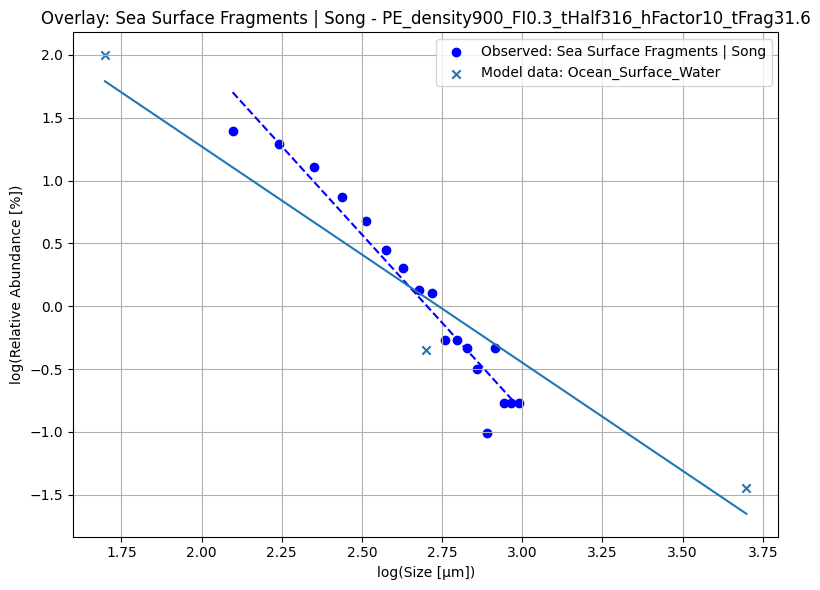 Overlay: Sea Surface Fragments | Song - PE_density900_FI0.3_tHalf316_hFactor10_tFrag31.6
Observed: Sea Surface Fragments | Song
Model data: Ocean_Surface_Water
log(Relative Abundance [%])
2.0
1.5
1.0
0.5
0.0
−0.5
−1.0
−1.5
1.75 2.00 2.25 2.50 2.75 3.00 3.25 3.50 3.75
log(Size [μm])